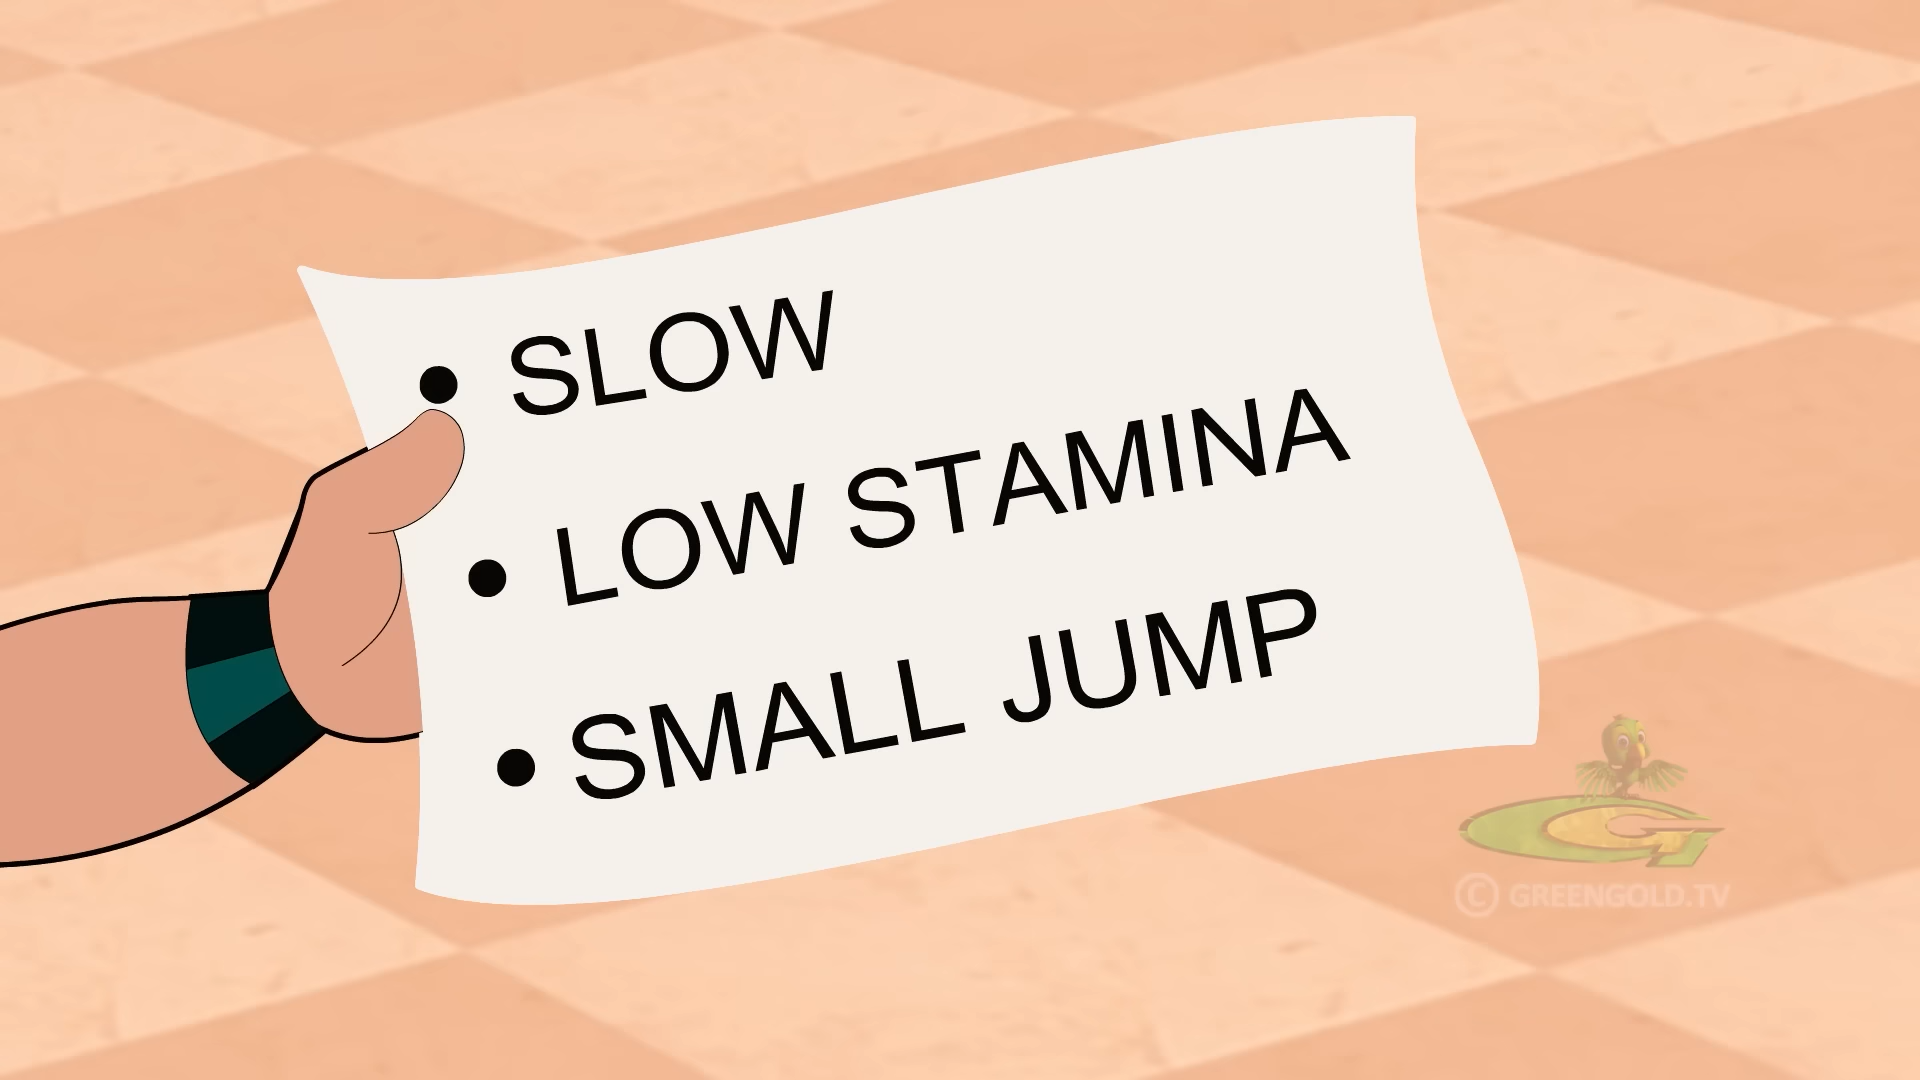 • SLOW
• LOW STAMINA
• SMALL JUMP
© GREENGOLD.TV